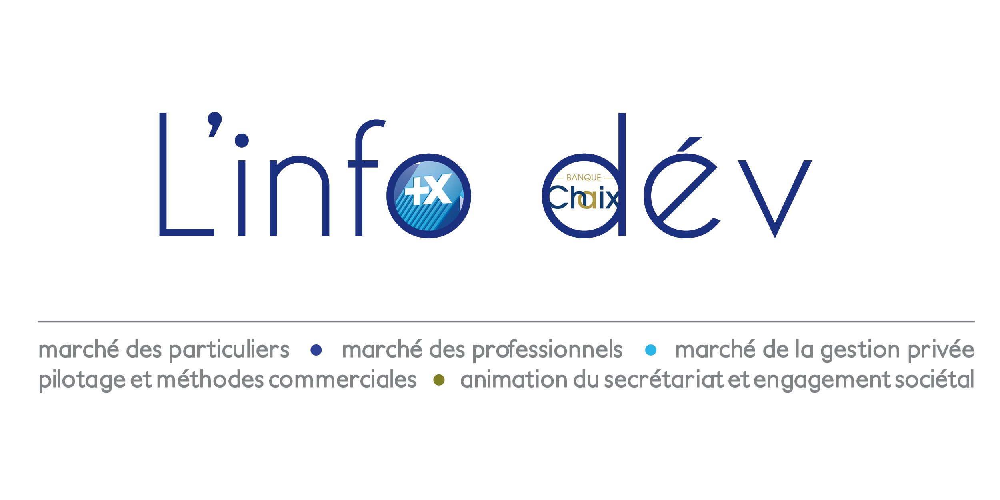 L'info dév
+X
BANQUE
Chaix
marché des particuliers • marché des professionnels • marché de la gestion privée
pilotage et méthodes commerciales • animation du secrétariat et engagement sociétal